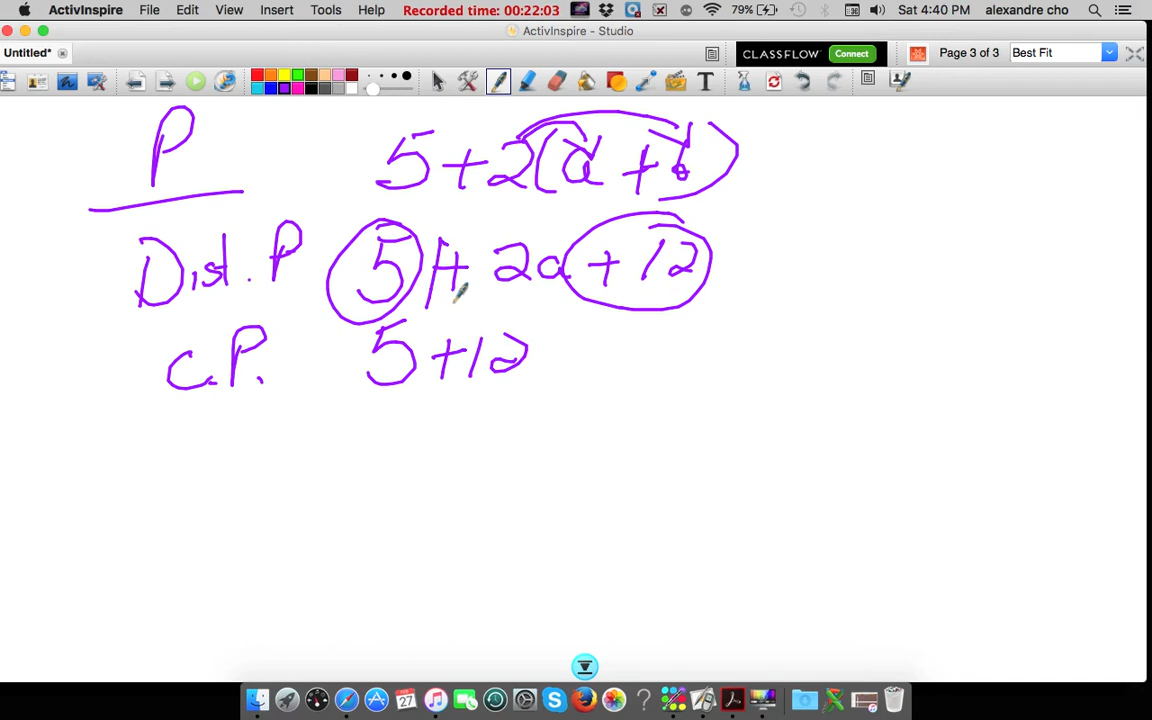 ActivInspire File Edit View Insert Tools Recorded time: 00:22:03 79% Sat 4:40 PM alexandre cho
ActivInspire - Studio
Untitled* CLASSFLOW Connect Page 3 of 3 Best Fit
P 5+2(a+6)
Dist. P 5 + 2a + 12
C.P. 5+12